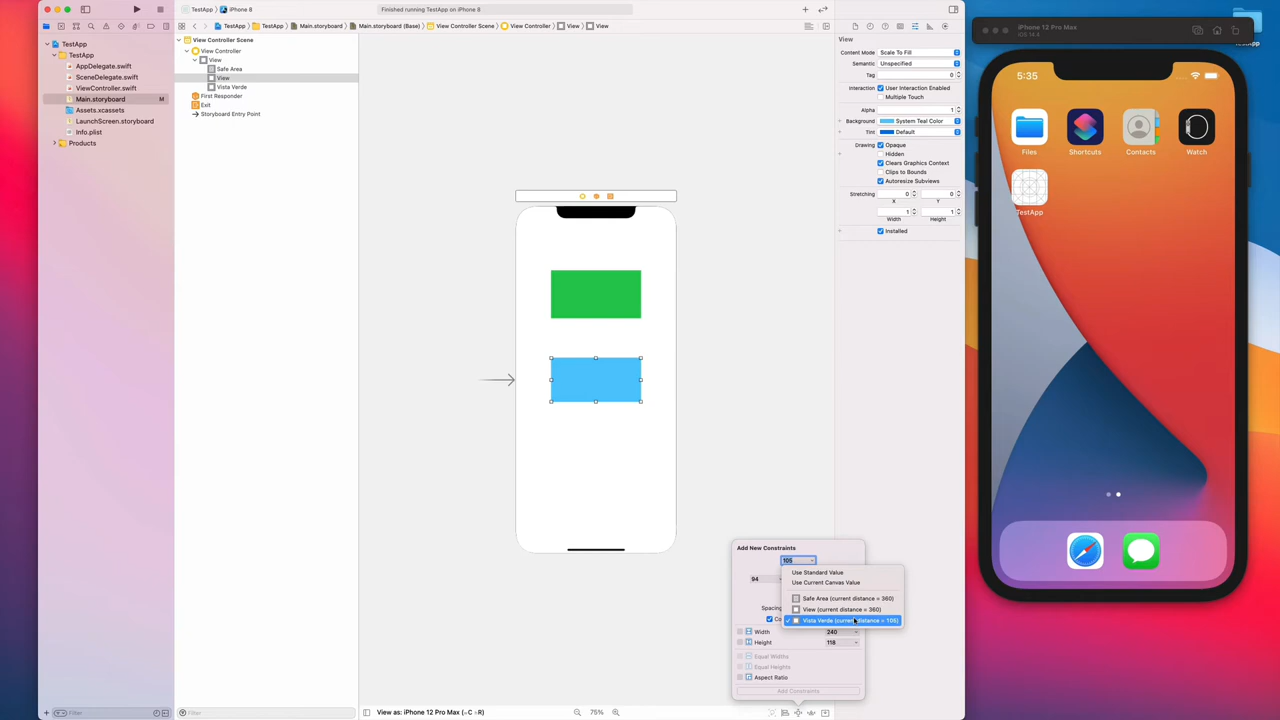 TestApp
iPhone 8
Finished running TestApp on iPhone 8
TestApp
TestApp
AppDelegate.swift
SceneDelegate.swift
ViewController.swift
Main.storyboard M
Assets.xcassets
LaunchScreen.storyboard
Info.plist
Products
Filter
TestApp
TestApp
Main.storyboard
Main.storyboard (Base)
View Controller Scene
View Controller
View
View
View Controller Scene
View Controller
View
Safe Area
View
Vista Verde
First Responder
Exit
Storyboard Entry Point
Filter
View as: iPhone 12 Pro Max
75%
View
Content Mode Scale To Fill
Semantic Unspecified
Tag 0
Interaction User Interaction Enabled
Multiple Touch
Alpha 1
Background System Teal Color
Tint Default
Drawing Opaque
Hidden
Clears Graphics Context
Clips to Bounds
Autoresize Subviews
Stretching 0 0
X Y
1 1
Width Height
Installed
Add New Constraints
105
94
Use Standard Value
Use Current Canvas Value
Safe Area (current distance = 360)
View (current distance = 360)
Vista Verde (current distance = 105)
Width 240
Height 118
Equal Widths
Equal Heights
Aspect Ratio
Add Constraints
iPhone 12 Pro Max
iOS 14.4
5:35
Files
Shortcuts
Contacts
Watch
TestApp